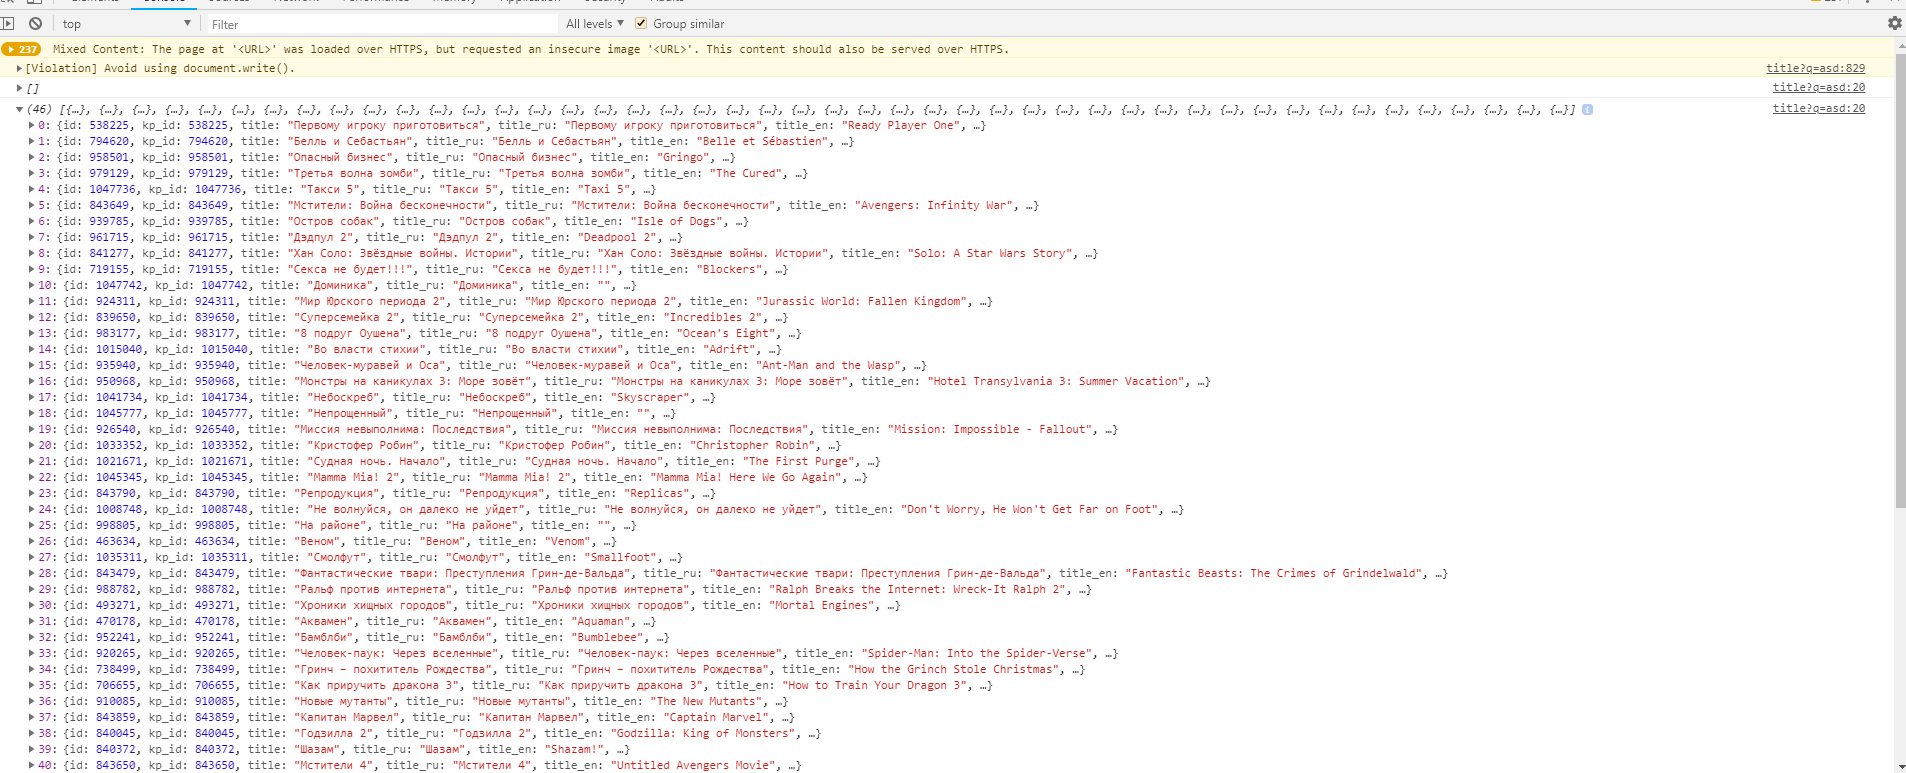 top Filter All levels Group similar
237 Mixed Content: The page at '<URL>' was loaded over HTTPS, but requested an insecure image '<URL>'. This content should also be served over HTTPS.
[Violation] Avoid using document.write(). title?q=asd:829
[] title?q=asd:20
(46) [{…}, {…}, {…}, {…}, {…}, {…}, {…}, {…}, {…}, {…}, {…}, {…}, {…}, {…}, {…}, {…}, {…}, {…}, {…}, {…}, {…}, {…}, {…}, {…}, {…}, {…}, {…}, {…}, {…}, {…}, {…}, {…}, {…}, {…}, {…}, {…}, {…}, {…}, {…}, {…}, {…}, {…}, {…}, {…}, {…}, {…}] i title?q=asd:20
0: {id: 538225, kp_id: 538225, title: "Первому игроку приготовиться", title_ru: "Первому игроку приготовиться", title_en: "Ready Player One", …}
1: {id: 794620, kp_id: 794620, title: "Белль и Себастьян", title_ru: "Белль и Себастьян", title_en: "Belle et Sébastien", …}
2: {id: 958501, kp_id: 958501, title: "Опасный бизнес", title_ru: "Опасный бизнес", title_en: "Gringo", …}
3: {id: 979129, kp_id: 979129, title: "Третья волна зомби", title_ru: "Третья волна зомби", title_en: "The Cured", …}
4: {id: 1047736, kp_id: 1047736, title: "Такси 5", title_ru: "Такси 5", title_en: "Taxi 5", …}
5: {id: 843649, kp_id: 843649, title: "Мстители: Война бесконечности", title_ru: "Мстители: Война бесконечности", title_en: "Avengers: Infinity War", …}
6: {id: 939785, kp_id: 939785, title: "Остров собак", title_ru: "Остров собак", title_en: "Isle of Dogs", …}
7: {id: 961715, kp_id: 961715, title: "Дэдпул 2", title_ru: "Дэдпул 2", title_en: "Deadpool 2", …}
8: {id: 841277, kp_id: 841277, title: "Хан Соло: Звёздные войны. Истории", title_ru: "Хан Соло: Звёздные войны. Истории", title_en: "Solo: A Star Wars Story", …}
9: {id: 719155, kp_id: 719155, title: "Секса не будет!!!", title_ru: "Секса не будет!!!", title_en: "Blockers", …}
10: {id: 1047742, kp_id: 1047742, title: "Доминика", title_ru: "Доминика", title_en: "", …}
11: {id: 924311, kp_id: 924311, title: "Мир Юрского периода 2", title_ru: "Мир Юрского периода 2", title_en: "Jurassic World: Fallen Kingdom", …}
12: {id: 839650, kp_id: 839650, title: "Суперсемейка 2", title_ru: "Суперсемейка 2", title_en: "Incredibles 2", …}
13: {id: 983177, kp_id: 983177, title: "8 подруг Оушена", title_ru: "8 подруг Оушена", title_en: "Ocean's Eight", …}
14: {id: 1015040, kp_id: 1015040, title: "Во власти стихии", title_ru: "Во власти стихии", title_en: "Adrift", …}
15: {id: 935940, kp_id: 935940, title: "Человек-муравей и Оса", title_ru: "Человек-муравей и Оса", title_en: "Ant-Man and the Wasp", …}
16: {id: 950968, kp_id: 950968, title: "Монстры на каникулах 3: Море зовёт", title_ru: "Монстры на каникулах 3: Море зовёт", title_en: "Hotel Transylvania 3: Summer Vacation", …}
17: {id: 1041734, kp_id: 1041734, title: "Небоскреб", title_ru: "Небоскреб", title_en: "Skyscraper", …}
18: {id: 1045777, kp_id: 1045777, title: "Непрощенный", title_ru: "Непрощенный", title_en: "", …}
19: {id: 926540, kp_id: 926540, title: "Миссия невыполнима: Последствия", title_ru: "Миссия невыполнима: Последствия", title_en: "Mission: Impossible - Fallout", …}
20: {id: 1033352, kp_id: 1033352, title: "Кристофер Робин", title_ru: "Кристофер Робин", title_en: "Christopher Robin", …}
21: {id: 1021671, kp_id: 1021671, title: "Судная ночь. Начало", title_ru: "Судная ночь. Начало", title_en: "The First Purge", …}
22: {id: 1045345, kp_id: 1045345, title: "Mamma Mia! 2", title_ru: "Mamma Mia! 2", title_en: "Mamma Mia! Here We Go Again", …}
23: {id: 843790, kp_id: 843790, title: "Репродукция", title_ru: "Репродукция", title_en: "Replicas", …}
24: {id: 1008748, kp_id: 1008748, title: "Не волнуйся, он далеко не уйдет", title_ru: "Не волнуйся, он далеко не уйдет", title_en: "Don't Worry, He Won't Get Far on Foot", …}
25: {id: 998805, kp_id: 998805, title: "На районе", title_ru: "На районе", title_en: "", …}
26: {id: 463634, kp_id: 463634, title: "Веном", title_ru: "Веном", title_en: "Venom", …}
27: {id: 1035311, kp_id: 1035311, title: "Смолфут", title_ru: "Смолфут", title_en: "Smallfoot", …}
28: {id: 843479, kp_id: 843479, title: "Фантастические твари: Преступления Грин-де-Вальда", title_ru: "Фантастические твари: Преступления Грин-де-Вальда", title_en: "Fantastic Beasts: The Crimes of Grindelwald", …}
29: {id: 988782, kp_id: 988782, title: "Ральф против интернета", title_ru: "Ральф против интернета", title_en: "Ralph Breaks the Internet: Wreck-It Ralph 2", …}
30: {id: 493271, kp_id: 493271, title: "Хроники хищных городов", title_ru: "Хроники хищных городов", title_en: "Mortal Engines", …}
31: {id: 470178, kp_id: 470178, title: "Аквамен", title_ru: "Аквамен", title_en: "Aquaman", …}
32: {id: 952241, kp_id: 952241, title: "Бамблби", title_ru: "Бамблби", title_en: "Bumblebee", …}
33: {id: 920265, kp_id: 920265, title: "Человек-паук: Через вселенные", title_ru: "Человек-паук: Через вселенные", title_en: "Spider-Man: Into the Spider-Verse", …}
34: {id: 738499, kp_id: 738499, title: "Гринч – похититель Рождества", title_ru: "Гринч – похититель Рождества", title_en: "How the Grinch Stole Christmas", …}
35: {id: 706655, kp_id: 706655, title: "Как приручить дракона 3", title_ru: "Как приручить дракона 3", title_en: "How to Train Your Dragon 3", …}
36: {id: 910085, kp_id: 910085, title: "Новые мутанты", title_ru: "Новые мутанты", title_en: "The New Mutants", …}
37: {id: 843859, kp_id: 843859, title: "Капитан Марвел", title_ru: "Капитан Марвел", title_en: "Captain Marvel", …}
38: {id: 840045, kp_id: 840045, title: "Годзилла 2", title_ru: "Годзилла 2", title_en: "Godzilla: King of Monsters", …}
39: {id: 840372, kp_id: 840372, title: "Шазам", title_ru: "Шазам", title_en: "Shazam!", …}
40: {id: 843650, kp_id: 843650, title: "Мстители 4", title_ru: "Мстители 4", title_en: "Untitled Avengers Movie", …}